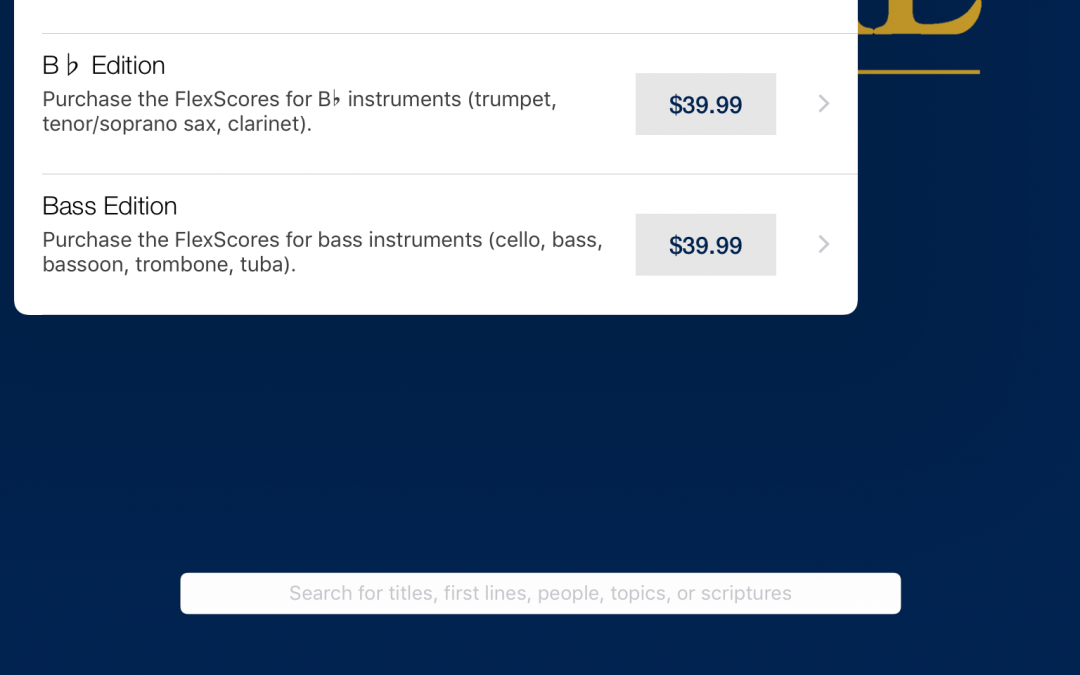 B♭ Edition
Purchase the FlexScores for B♭ instruments (trumpet,
tenor/soprano sax, clarinet).
$39.99
Bass Edition
Purchase the FlexScores for bass instruments (cello, bass,
bassoon, trombone, tuba).
$39.99
Search for titles, first lines, people, topics, or scriptures